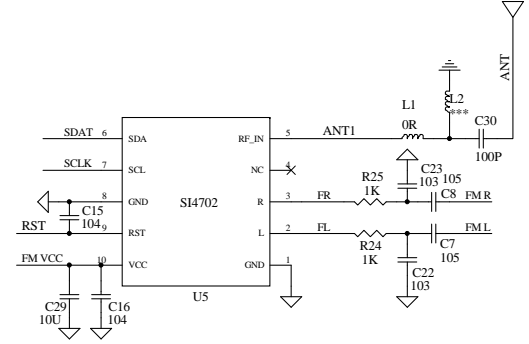 ANT
L1
L2
***
0R
C30
100P
SDAT 6 SDA
RF_IN 5 ANT1
SCLK 7 SCL
NC 4
R25
1K
C23
103
105
C8
8 GND
SI4702
R 3 FR
FM R
C15
104
RST 9 RST
L 2 FL
FM L
R24
1K
C7
105
FM VCC 10 VCC
GND 1
C22
103
C29
10U
C16
104
U5